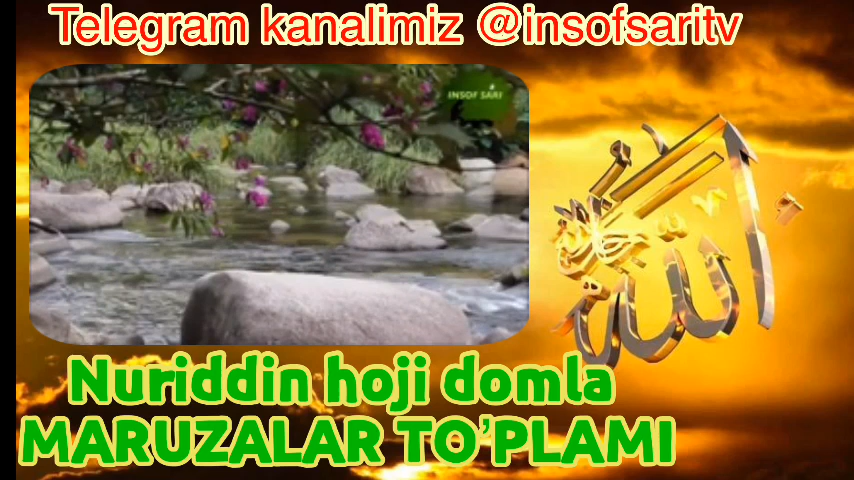 Telegram kanalimiz @insofsaritv
INSOF SARI
Nuriddin hoji domla
MARUZALAR TO’PLAMI